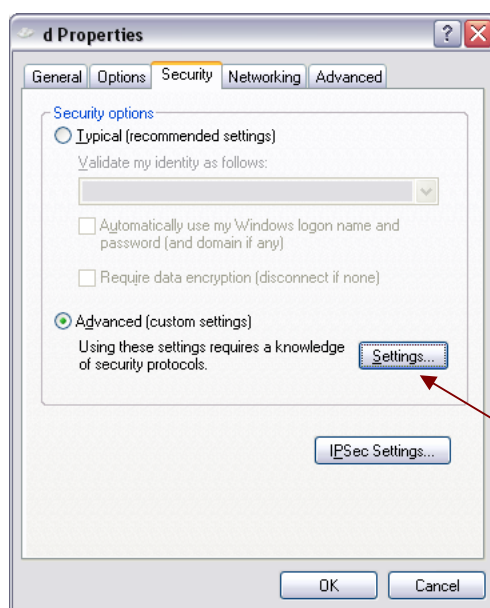 d Properties
General Options Security Networking Advanced
Security options
Typical (recommended settings)
Validate my identity as follows:
Automatically use my Windows logon name and
password (and domain if any)
Require data encryption (disconnect if none)
Advanced (custom settings)
Using these settings requires a knowledge
of security protocols.
Settings...
IPSec Settings...
OK Cancel